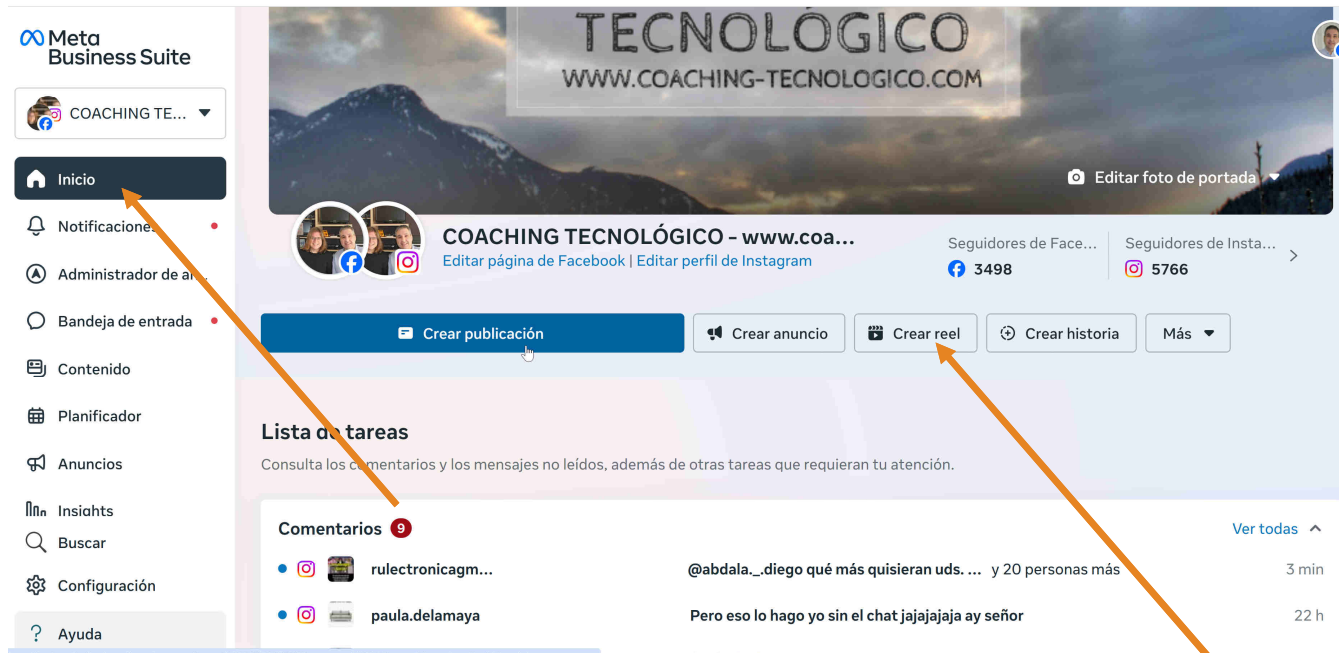 Meta
Business Suite
COACHING TE...
Inicio
Notificaciones
Administrador de an...
Bandeja de entrada
Contenido
Planificador
Anuncios
Insights
Buscar
Configuración
Ayuda
TECNOLÓGICO
WWW.COACHING-TECNOLOGICO.COM
Editar foto de portada
COACHING TECNOLÓGICO - www.coa...
Editar página de Facebook | Editar perfil de Instagram
Seguidores de Face...
3498
Seguidores de Insta...
5766
Crear publicación
Crear anuncio
Crear reel
Crear historia
Más
Lista de tareas
Consulta los comentarios y los mensajes no leídos, además de otras tareas que requieran tu atención.
Comentarios 9
Ver todas
rulectronicagm... @abdala._.diego qué más quisieran uds. ... y 20 personas más 3 min
paula.delamaya Pero eso lo hago yo sin el chat jajajajaja ay señor 22 h